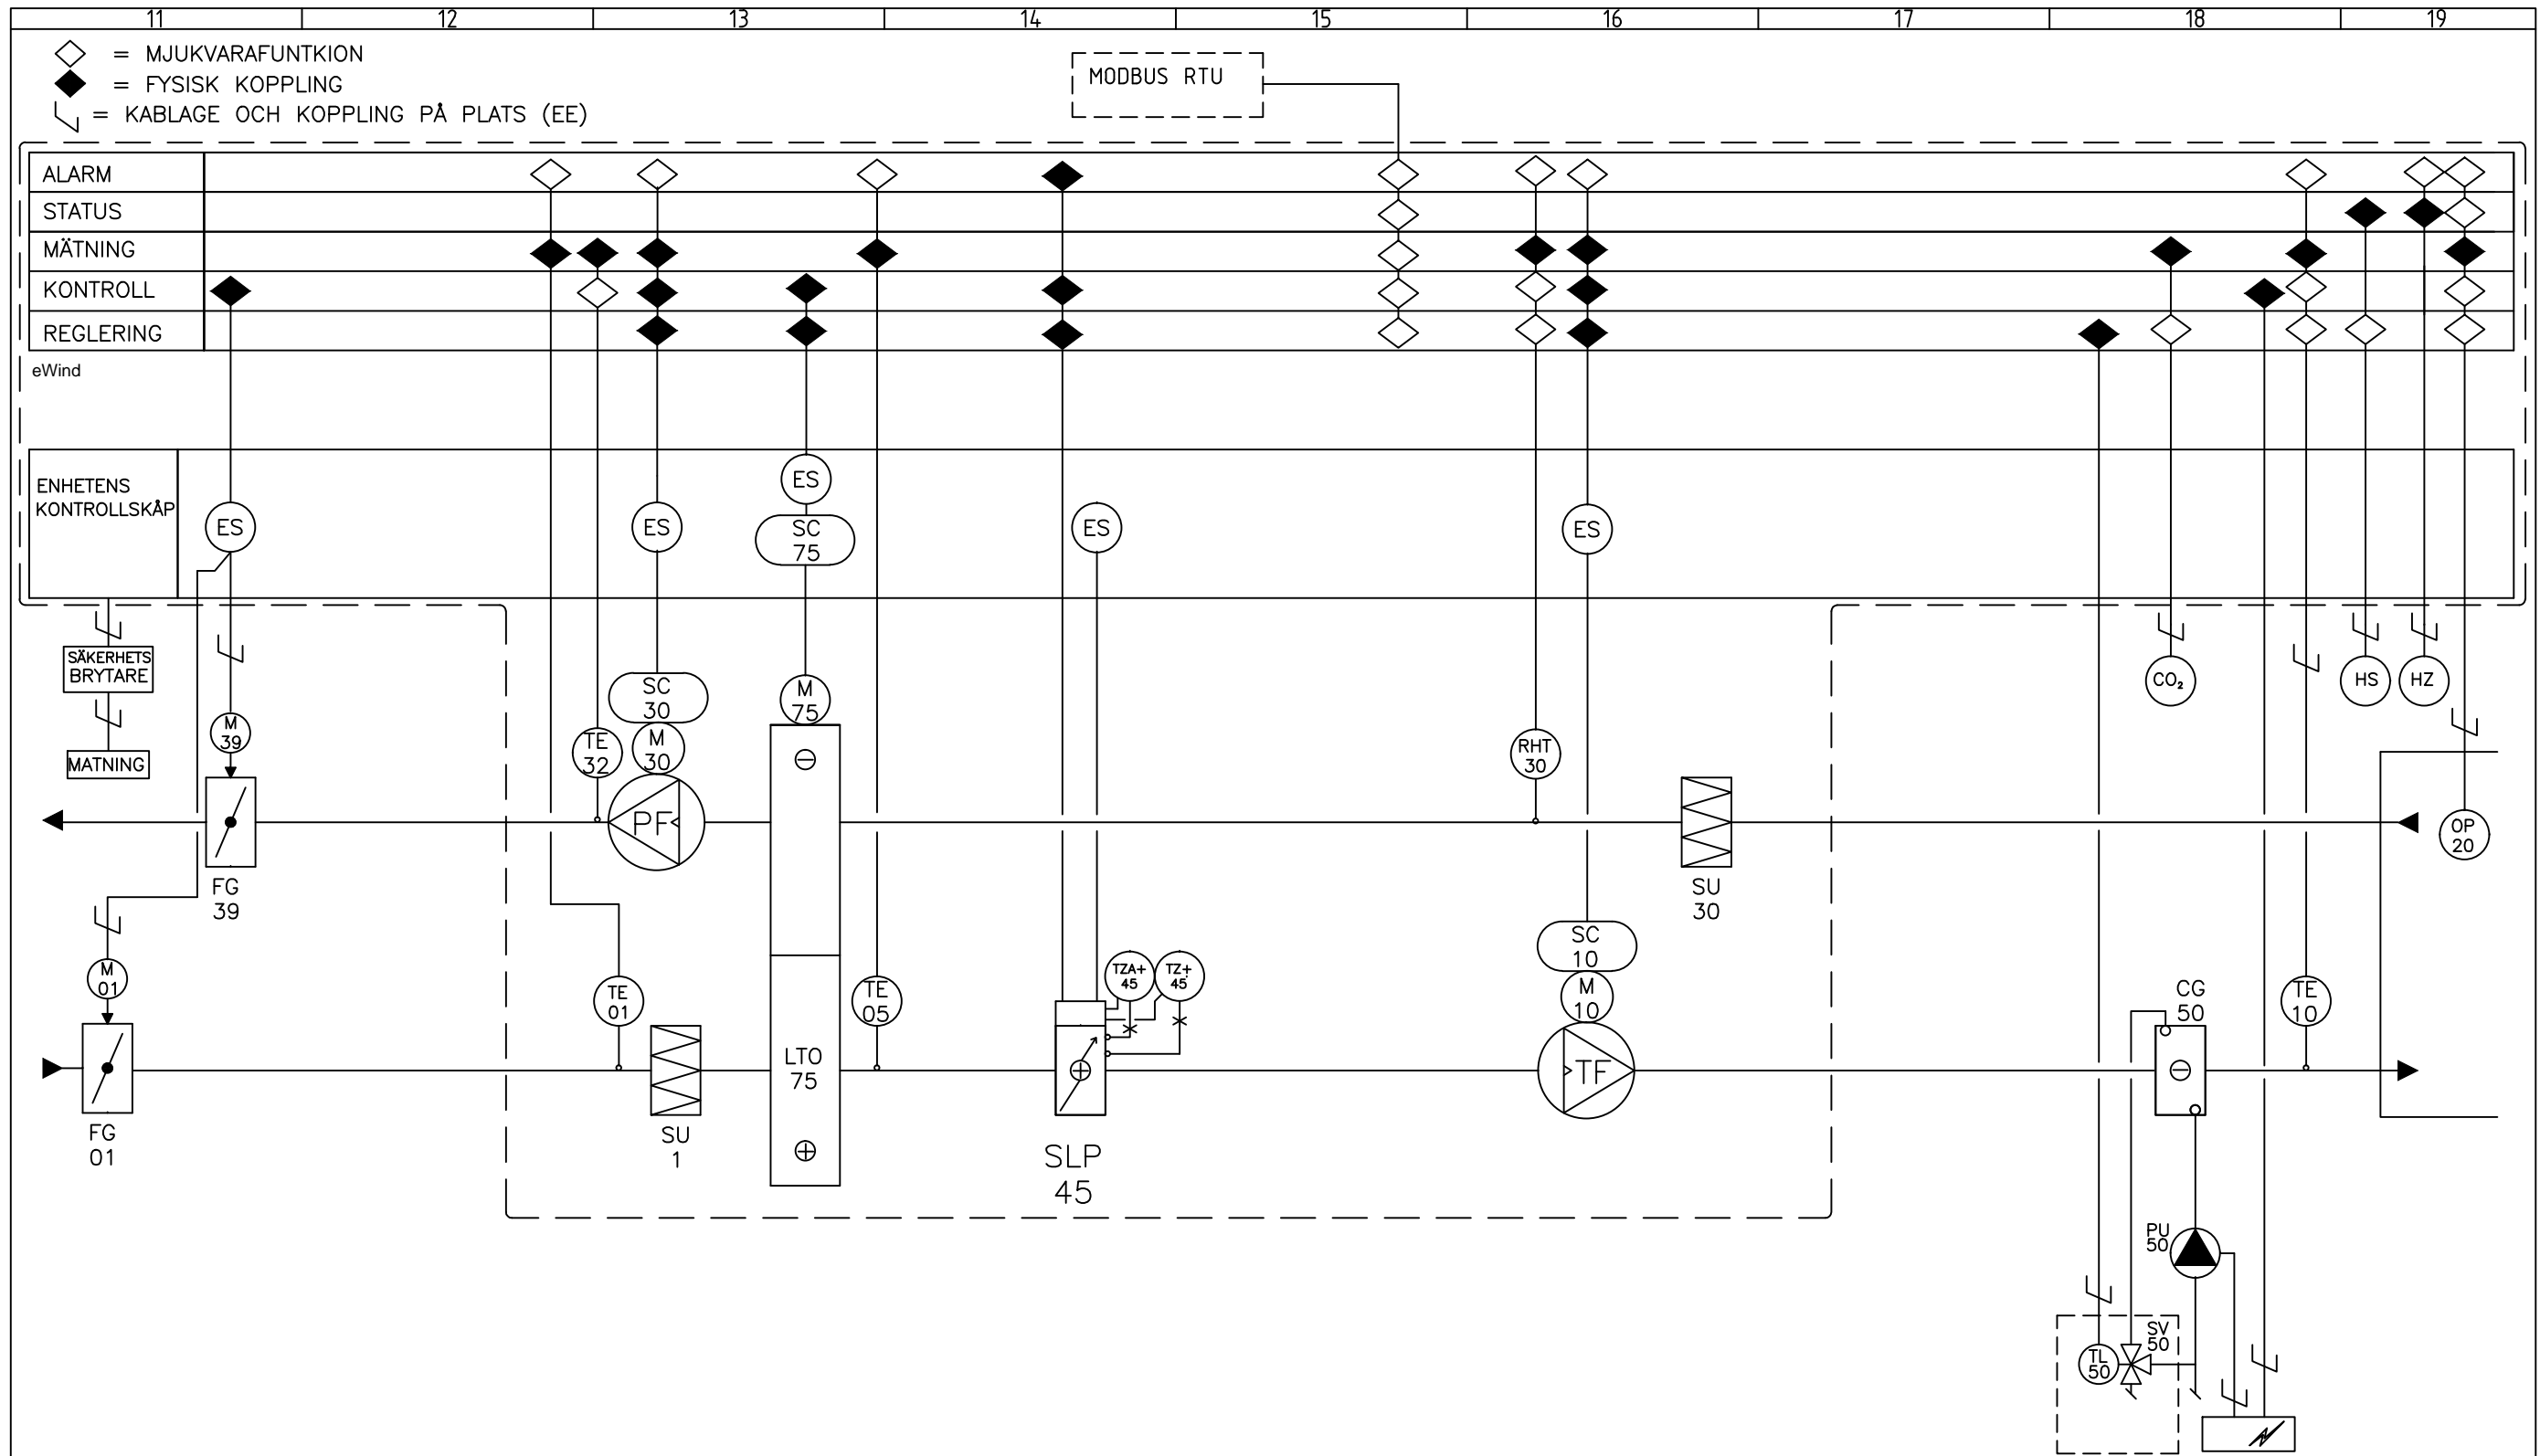 11 12 13 14 15 16 17 18 19
= MJUKVARAFUNTKION
= FYSISK KOPPLING
= KABLAGE OCH KOPPLING PÅ PLATS (EE)
MODBUS RTU
ALARM
STATUS
MÄTNING
KONTROLL
REGLERING
eWind
ENHETENS
KONTROLLSKÅP
ES
ES
ES
SC
75
ES
ES
SÄKERHETS
BRYTARE
MATNING
M
39
TE
32
SC
30
M
30
M
75
RHT
30
CO₂
HS
HZ
PF
OP
20
FG
39
SU
30
M
01
TE
01
TE
05
TZA+
45
TZ+
45
SC
10
M
10
CG
50
TE
10
LTO
75
TF
FG
01
SU
1
SLP
45
PU
50
SV
50
TL
50